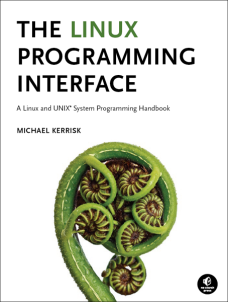 THE LINUX
PROGRAMMING
INTERFACE
A Linux and UNIX® System Programming Handbook
MICHAEL KERRISK